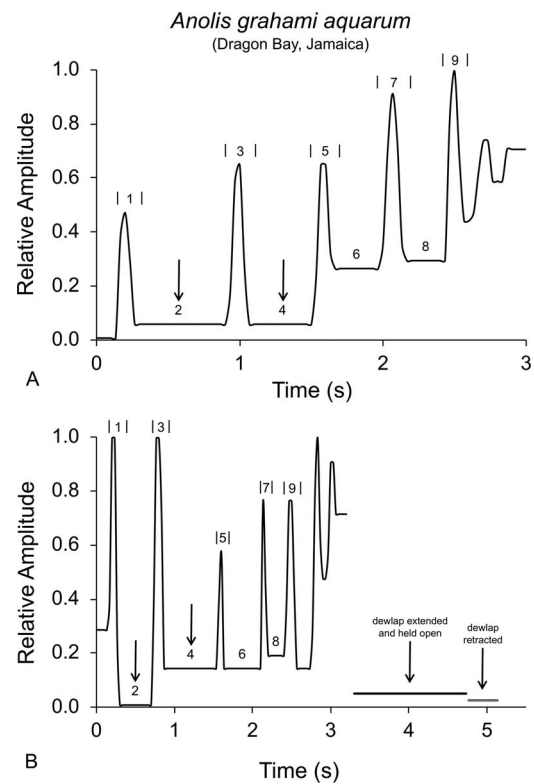 Anolis grahami aquarum
(Dragon Bay, Jamaica)
Relative Amplitude
1.0
0.8
0.6
0.4
0.2
0.0
| 1 |
2
| 3 |
4
| 5 |
6
| 7 |
8
| 9 |
0 1 2 3
Time (s)
A
Relative Amplitude
1.0
0.8
0.6
0.4
0.2
0.0
|1|
2
|3|
4
|5|
6
|7|
8
|9|
dewlap extended
and held open
dewlap
retracted
0 1 2 3 4 5
Time (s)
B